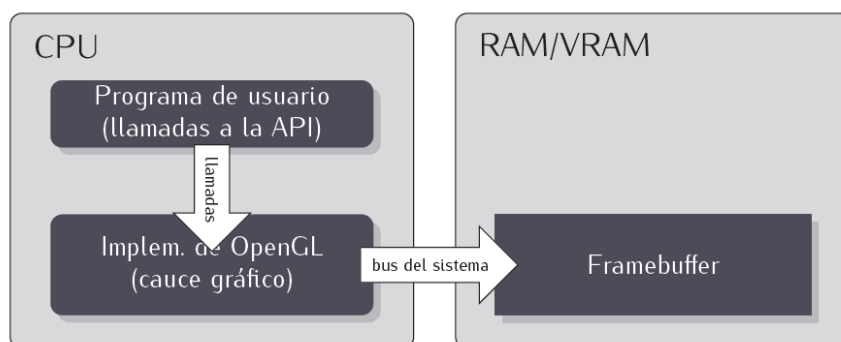 CPU
Programa de usuario
(llamadas a la API)
llamadas
Implem. de OpenGL
(cauce gráfico)
bus del sistema
RAM/VRAM
Framebuffer